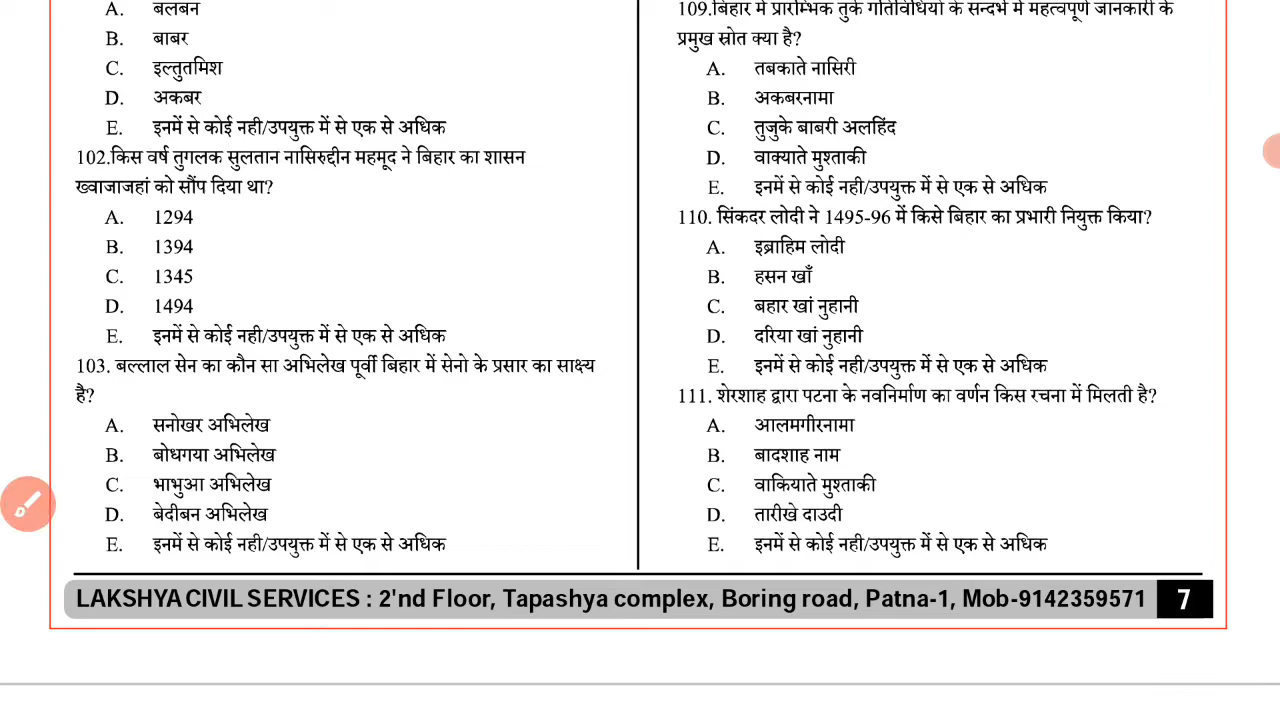 A. बलबन
B. बाबर
C. इल्तुतमिश
D. अकबर
E. इनमें से कोई नही/उपयुक्त में से एक से अधिक
102.किस वर्ष तुगलक सुलतान नासिरुद्दीन महमूद ने बिहार का शासन
ख्वाजाजहां को सौंप दिया था?
A. 1294
B. 1394
C. 1345
D. 1494
E. इनमें से कोई नही/उपयुक्त में से एक से अधिक
103. बल्लाल सेन का कौन सा अभिलेख पूर्वी बिहार में सेनो के प्रसार का साक्ष्य
है?
A. सनोखर अभिलेख
B. बोधगया अभिलेख
C. भाभुआ अभिलेख
D. बेदीबन अभिलेख
E. इनमें से कोई नही/उपयुक्त में से एक से अधिक
109.बिहार में प्रारम्भिक तुर्क गतिविधियों के सन्दर्भ में महत्वपूर्ण जानकारी के
प्रमुख स्रोत क्या है?
A. तबकाते नासिरी
B. अकबरनामा
C. तुजुके बाबरी अलहिंद
D. वाक्याते मुश्ताकी
E. इनमें से कोई नही/उपयुक्त में से एक से अधिक
110. सिंकदर लोदी ने 1495-96 में किसे बिहार का प्रभारी नियुक्त किया?
A. इब्राहिम लोदी
B. हसन खाँ
C. बहार खां नुहानी
D. दरिया खां नुहानी
E. इनमें से कोई नही/उपयुक्त में से एक से अधिक
111. शेरशाह द्वारा पटना के नवनिर्माण का वर्णन किस रचना में मिलती है?
A. आलमगीरनामा
B. बादशाह नाम
C. वाकियाते मुश्ताकी
D. तारीखे दाउदी
E. इनमें से कोई नही/उपयुक्त में से एक से अधिक
LAKSHYA CIVIL SERVICES : 2'nd Floor, Tapashya complex, Boring road, Patna-1, Mob-9142359571 7